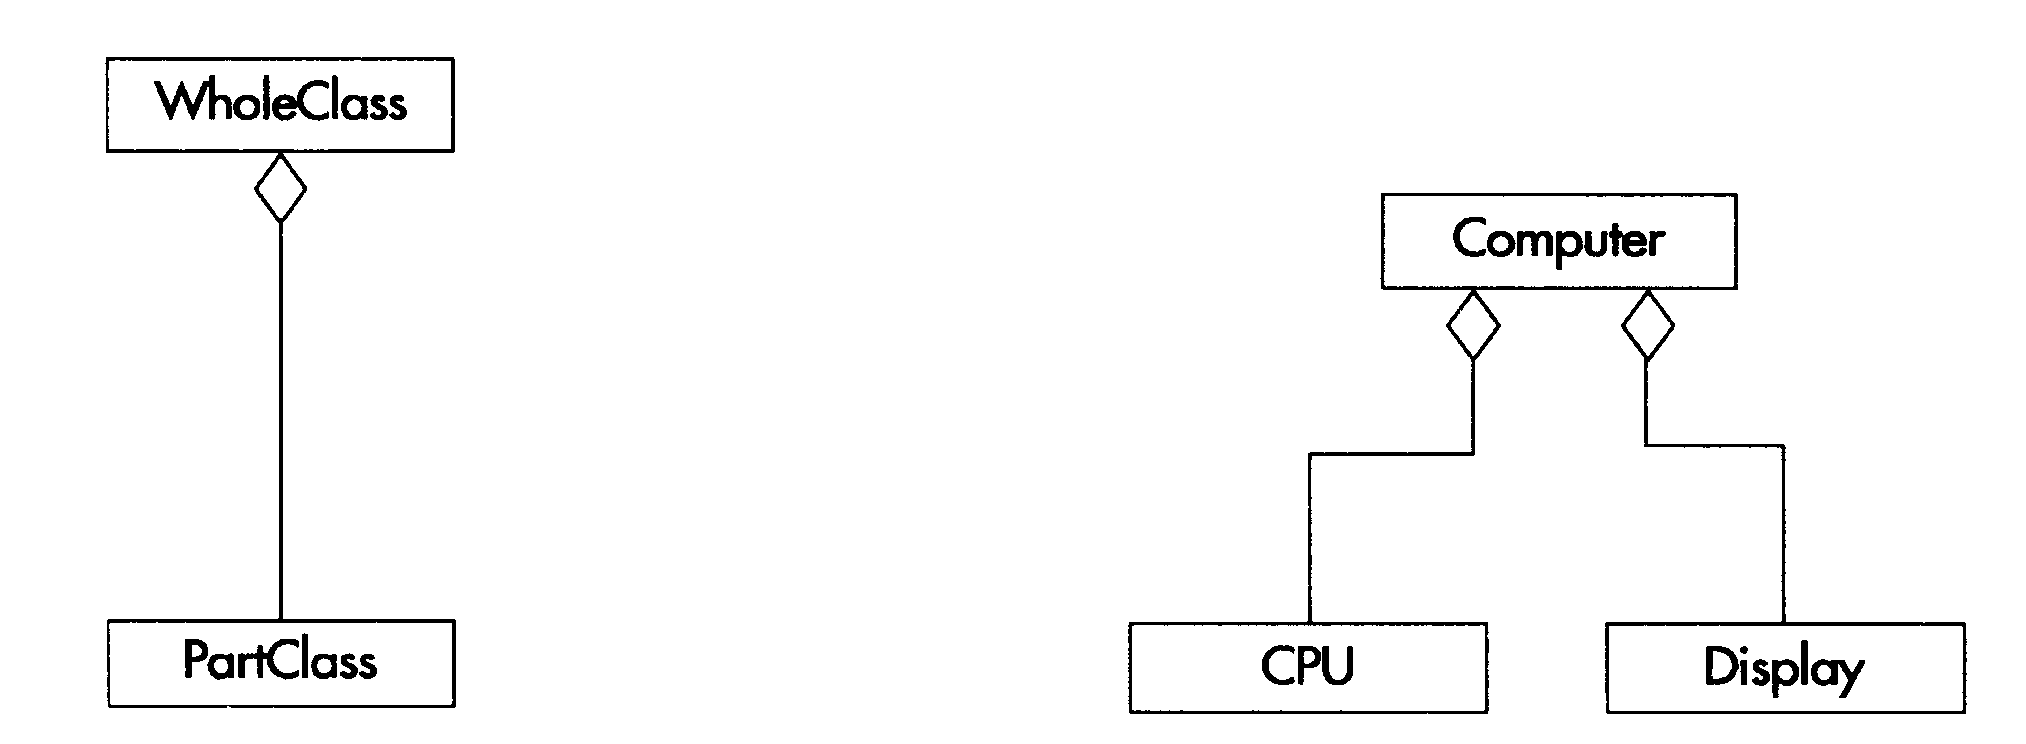 WholeClass
PartClass
Computer
CPU
Display